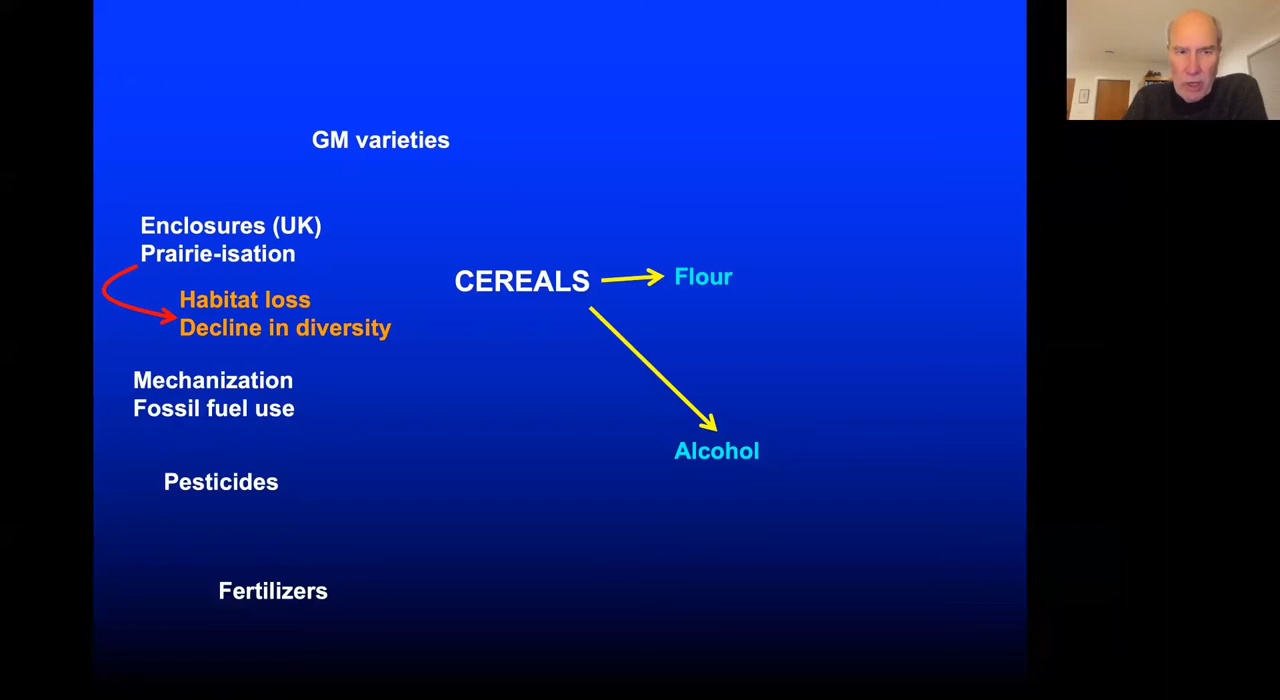 GM varieties
Enclosures (UK)
Prairie-isation
CEREALS
Flour
Habitat loss
Decline in diversity
Mechanization
Fossil fuel use
Alcohol
Pesticides
Fertilizers